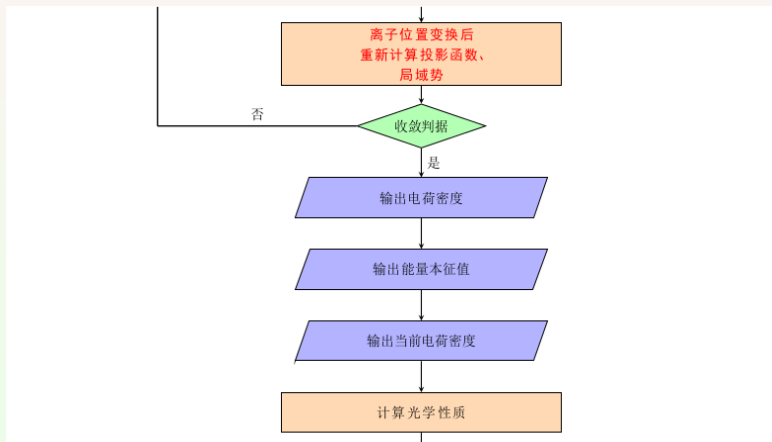 离子位置变换后
重新计算投影函数、
局域势
否
收敛判据
是
输出电荷密度
输出能量本征值
输出当前电荷密度
计算光学性质